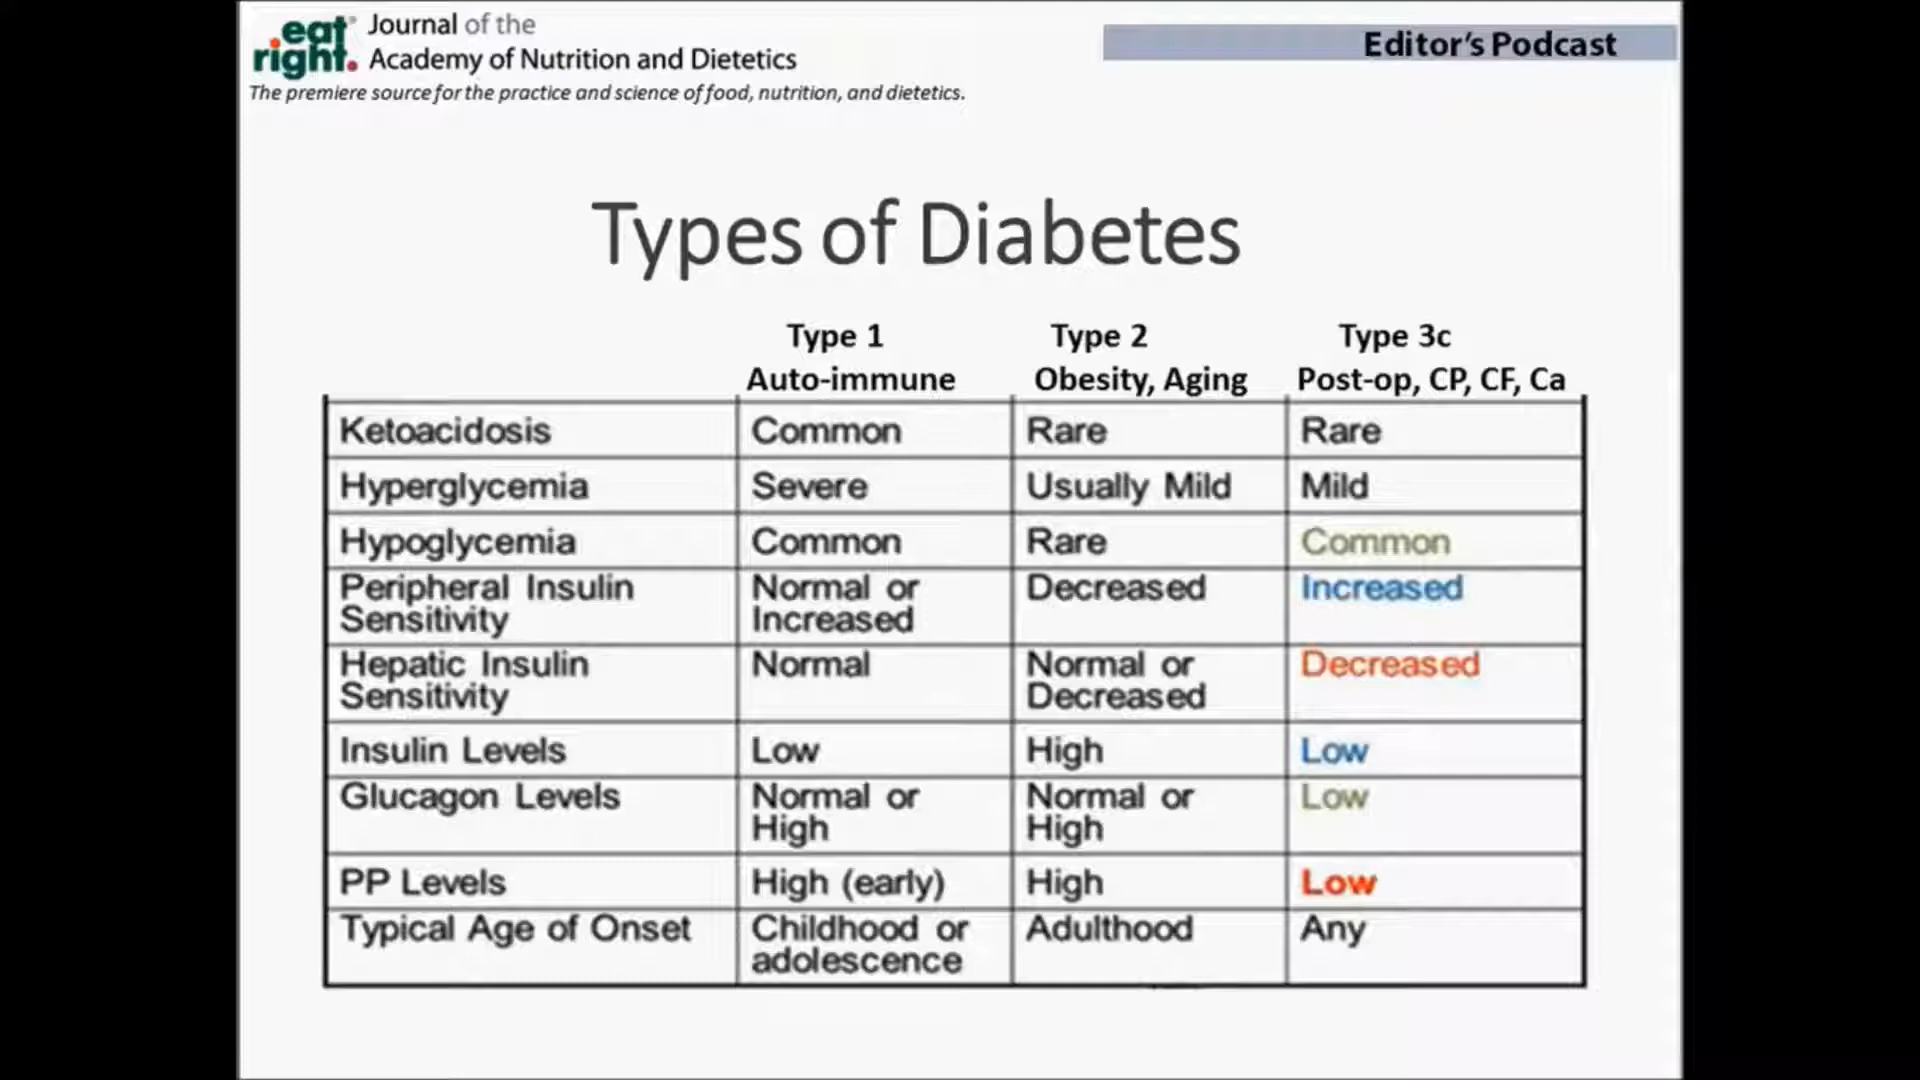 eat right. Journal of the
Academy of Nutrition and Dietetics
The premiere source for the practice and science of food, nutrition, and dietetics.
Editor's Podcast
Types of Diabetes
Type 1 Type 2 Type 3c
Auto-immune Obesity, Aging Post-op, CP, CF, Ca
Ketoacidosis Common Rare Rare
Hyperglycemia Severe Usually Mild Mild
Hypoglycemia Common Rare Common
Peripheral Insulin Normal or Decreased Increased
Sensitivity Increased
Hepatic Insulin Normal Normal or Decreased
Sensitivity Decreased
Insulin Levels Low High Low
Glucagon Levels Normal or Normal or Low
High High
PP Levels High (early) High Low
Typical Age of Onset Childhood or Adulthood Any
adolescence